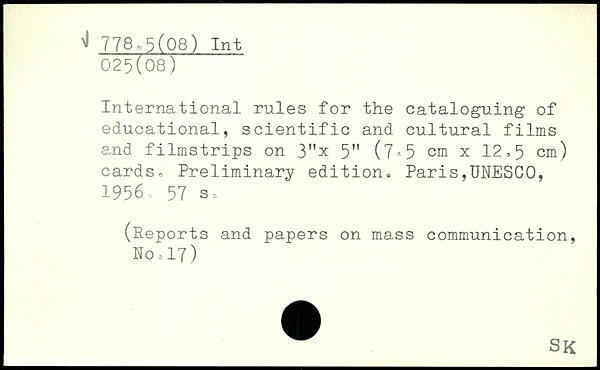 √ 778.5(08) Int
025(08)
International rules for the cataloguing of
educational, scientific and cultural films
and filmstrips on 3"x 5" (7.5 cm x 12.5 cm)
cards. Preliminary edition. Paris,UNESCO,
1956. 57 s.
(Reports and papers on mass communication,
No.17)
SK